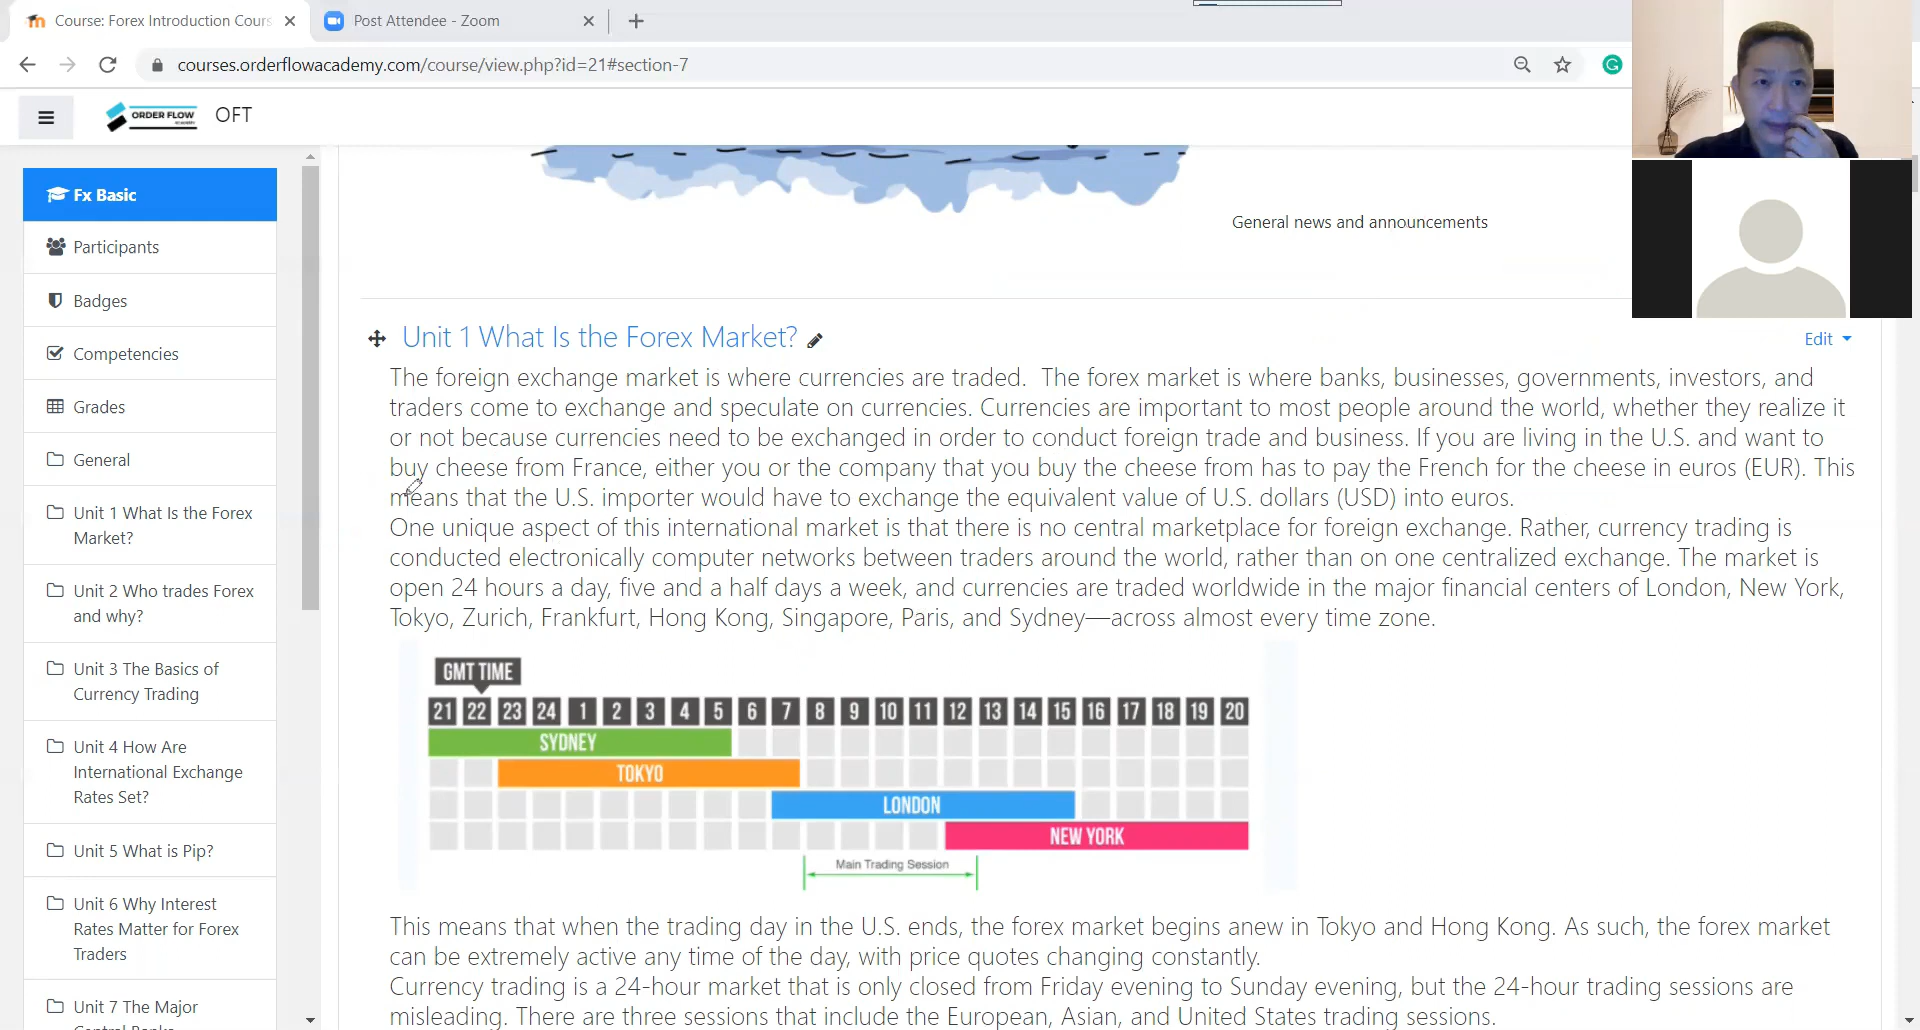 Course: Forex Introduction Cours
Post Attendee - Zoom
courses.orderflowacademy.com/course/view.php?id=21#section-7
ORDER FLOW
OFT
Fx Basic
Participants
Badges
Competencies
Grades
General
Unit 1 What Is the Forex
Market?
Unit 2 Who trades Forex
and why?
Unit 3 The Basics of
Currency Trading
Unit 4 How Are
International Exchange
Rates Set?
Unit 5 What is Pip?
Unit 6 Why Interest
Rates Matter for Forex
Traders
Unit 7 The Major
General news and announcements
Unit 1 What Is the Forex Market?
Edit
The foreign exchange market is where currencies are traded.  The forex market is where banks, businesses, governments, investors, and
traders come to exchange and speculate on currencies. Currencies are important to most people around the world, whether they realize it
or not because currencies need to be exchanged in order to conduct foreign trade and business. If you are living in the U.S. and want to
buy cheese from France, either you or the company that you buy the cheese from has to pay the French for the cheese in euros (EUR). This
means that the U.S. importer would have to exchange the equivalent value of U.S. dollars (USD) into euros.
One unique aspect of this international market is that there is no central marketplace for foreign exchange. Rather, currency trading is
conducted electronically computer networks between traders around the world, rather than on one centralized exchange. The market is
open 24 hours a day, five and a half days a week, and currencies are traded worldwide in the major financial centers of London, New York,
Tokyo, Zurich, Frankfurt, Hong Kong, Singapore, Paris, and Sydney—across almost every time zone.
GMT TIME
21 22 23 24 1 2 3 4 5 6 7 8 9 10 11 12 13 14 15 16 17 18 19 20
SYDNEY
TOKYO
LONDON
NEW YORK
Main Trading Session
This means that when the trading day in the U.S. ends, the forex market begins anew in Tokyo and Hong Kong. As such, the forex market
can be extremely active any time of the day, with price quotes changing constantly.
Currency trading is a 24-hour market that is only closed from Friday evening to Sunday evening, but the 24-hour trading sessions are
misleading. There are three sessions that include the European, Asian, and United States trading sessions.